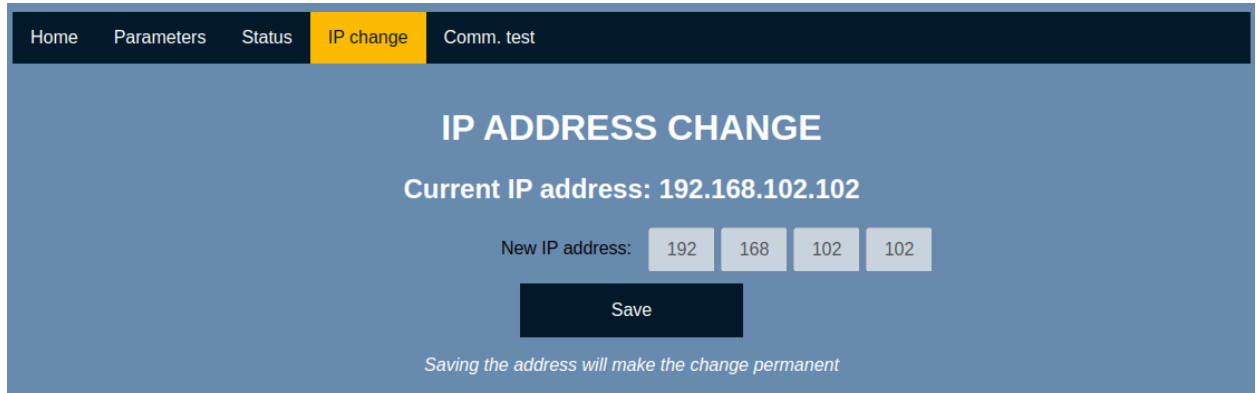 Home Parameters Status IP change Comm. test
IP ADDRESS CHANGE
Current IP address: 192.168.102.102
New IP address: 192 168 102 102
Save
Saving the address will make the change permanent